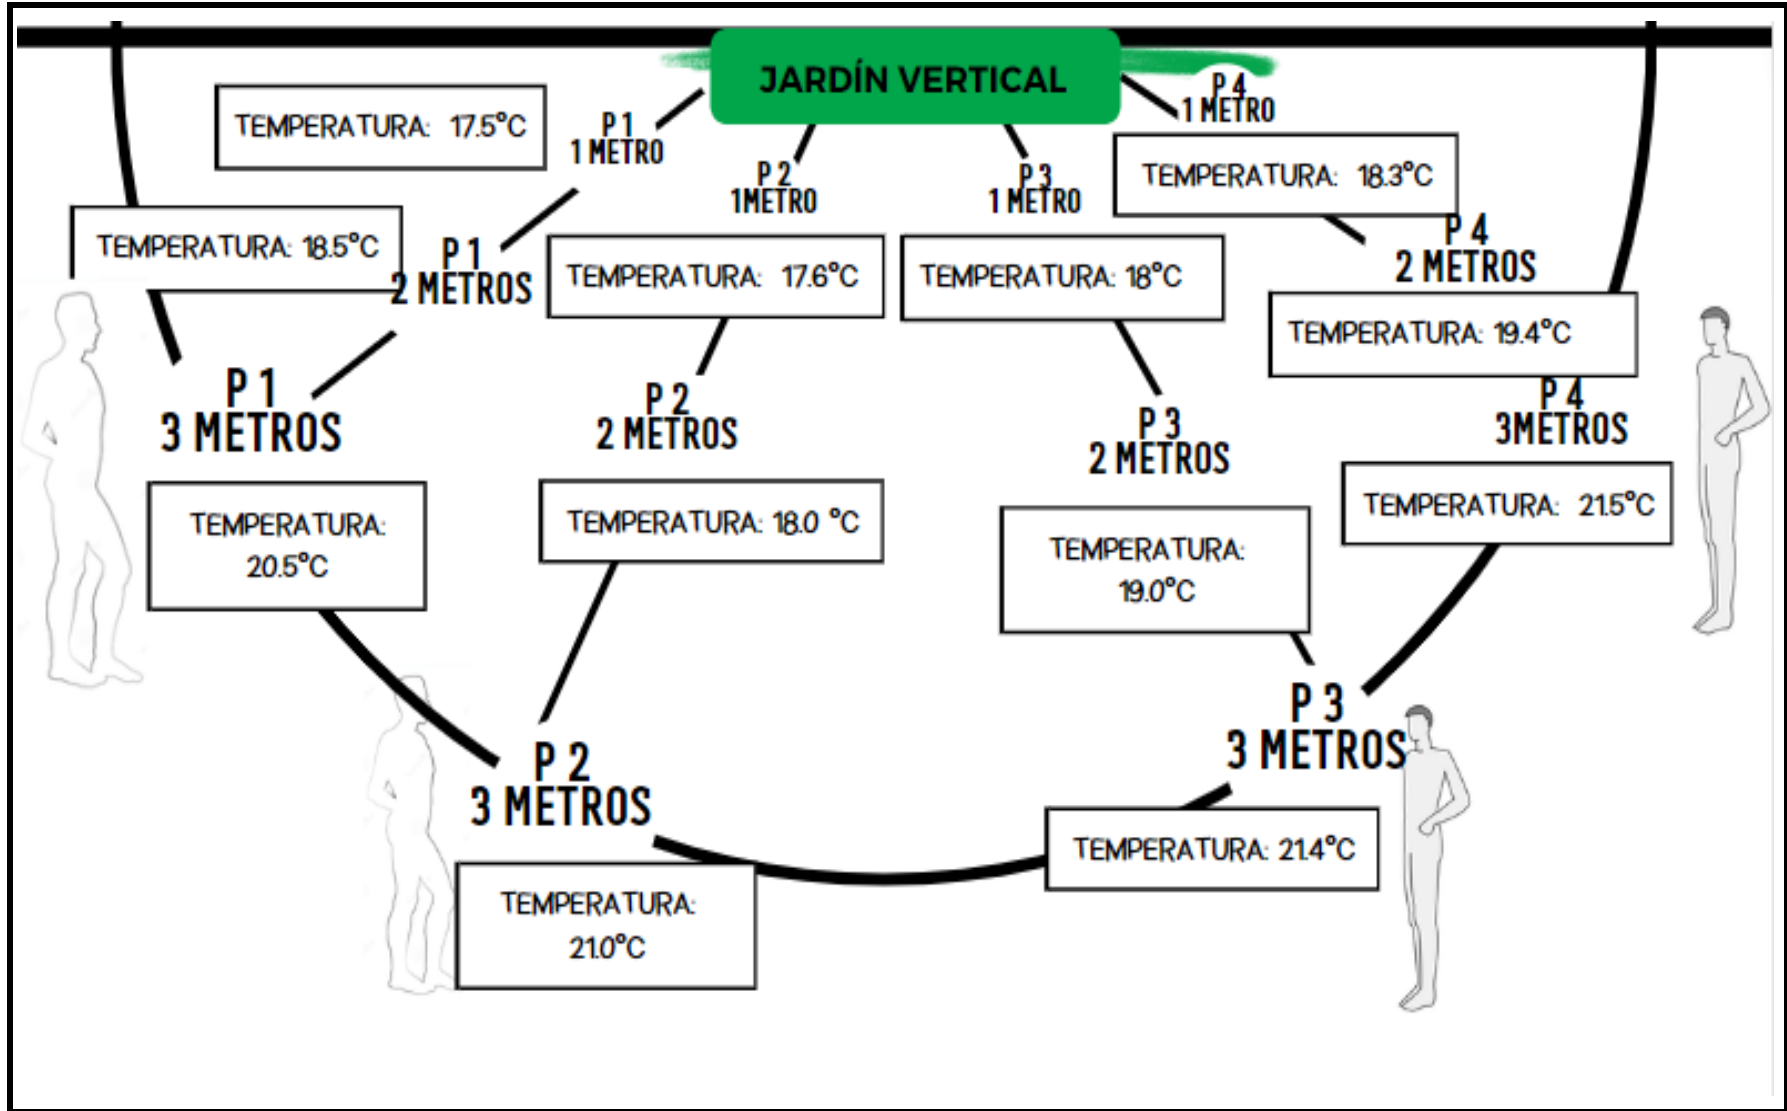 JARDÍN VERTICAL
P 1
1 METRO
TEMPERATURA: 17.5°C
P 1
2 METROS
TEMPERATURA: 18.5°C
P 1
3 METROS
TEMPERATURA:
20.5°C
P 2
1METRO
TEMPERATURA: 17.6°C
P 2
2 METROS
TEMPERATURA: 18.0 °C
P 2
3 METROS
TEMPERATURA:
21.0°C
P 3
1 METRO
TEMPERATURA: 18°C
P 3
2 METROS
TEMPERATURA:
19.0°C
P 3
3 METROS
TEMPERATURA: 21.4°C
P 4
1 METRO
TEMPERATURA: 18.3°C
P 4
2 METROS
TEMPERATURA: 19.4°C
P 4
3METROS
TEMPERATURA: 21.5°C